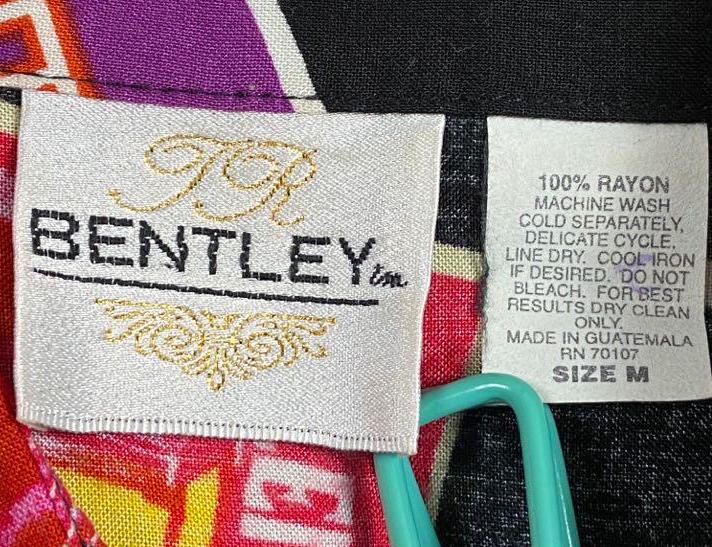 TR
BENTLEY inc.
100% RAYON
MACHINE WASH
COLD SEPARATELY,
DELICATE CYCLE,
LINE DRY. COOL IRON
IF DESIRED. DO NOT
BLEACH. FOR BEST
RESULTS DRY CLEAN
ONLY.
MADE IN GUATEMALA
RN 70107
SIZE M